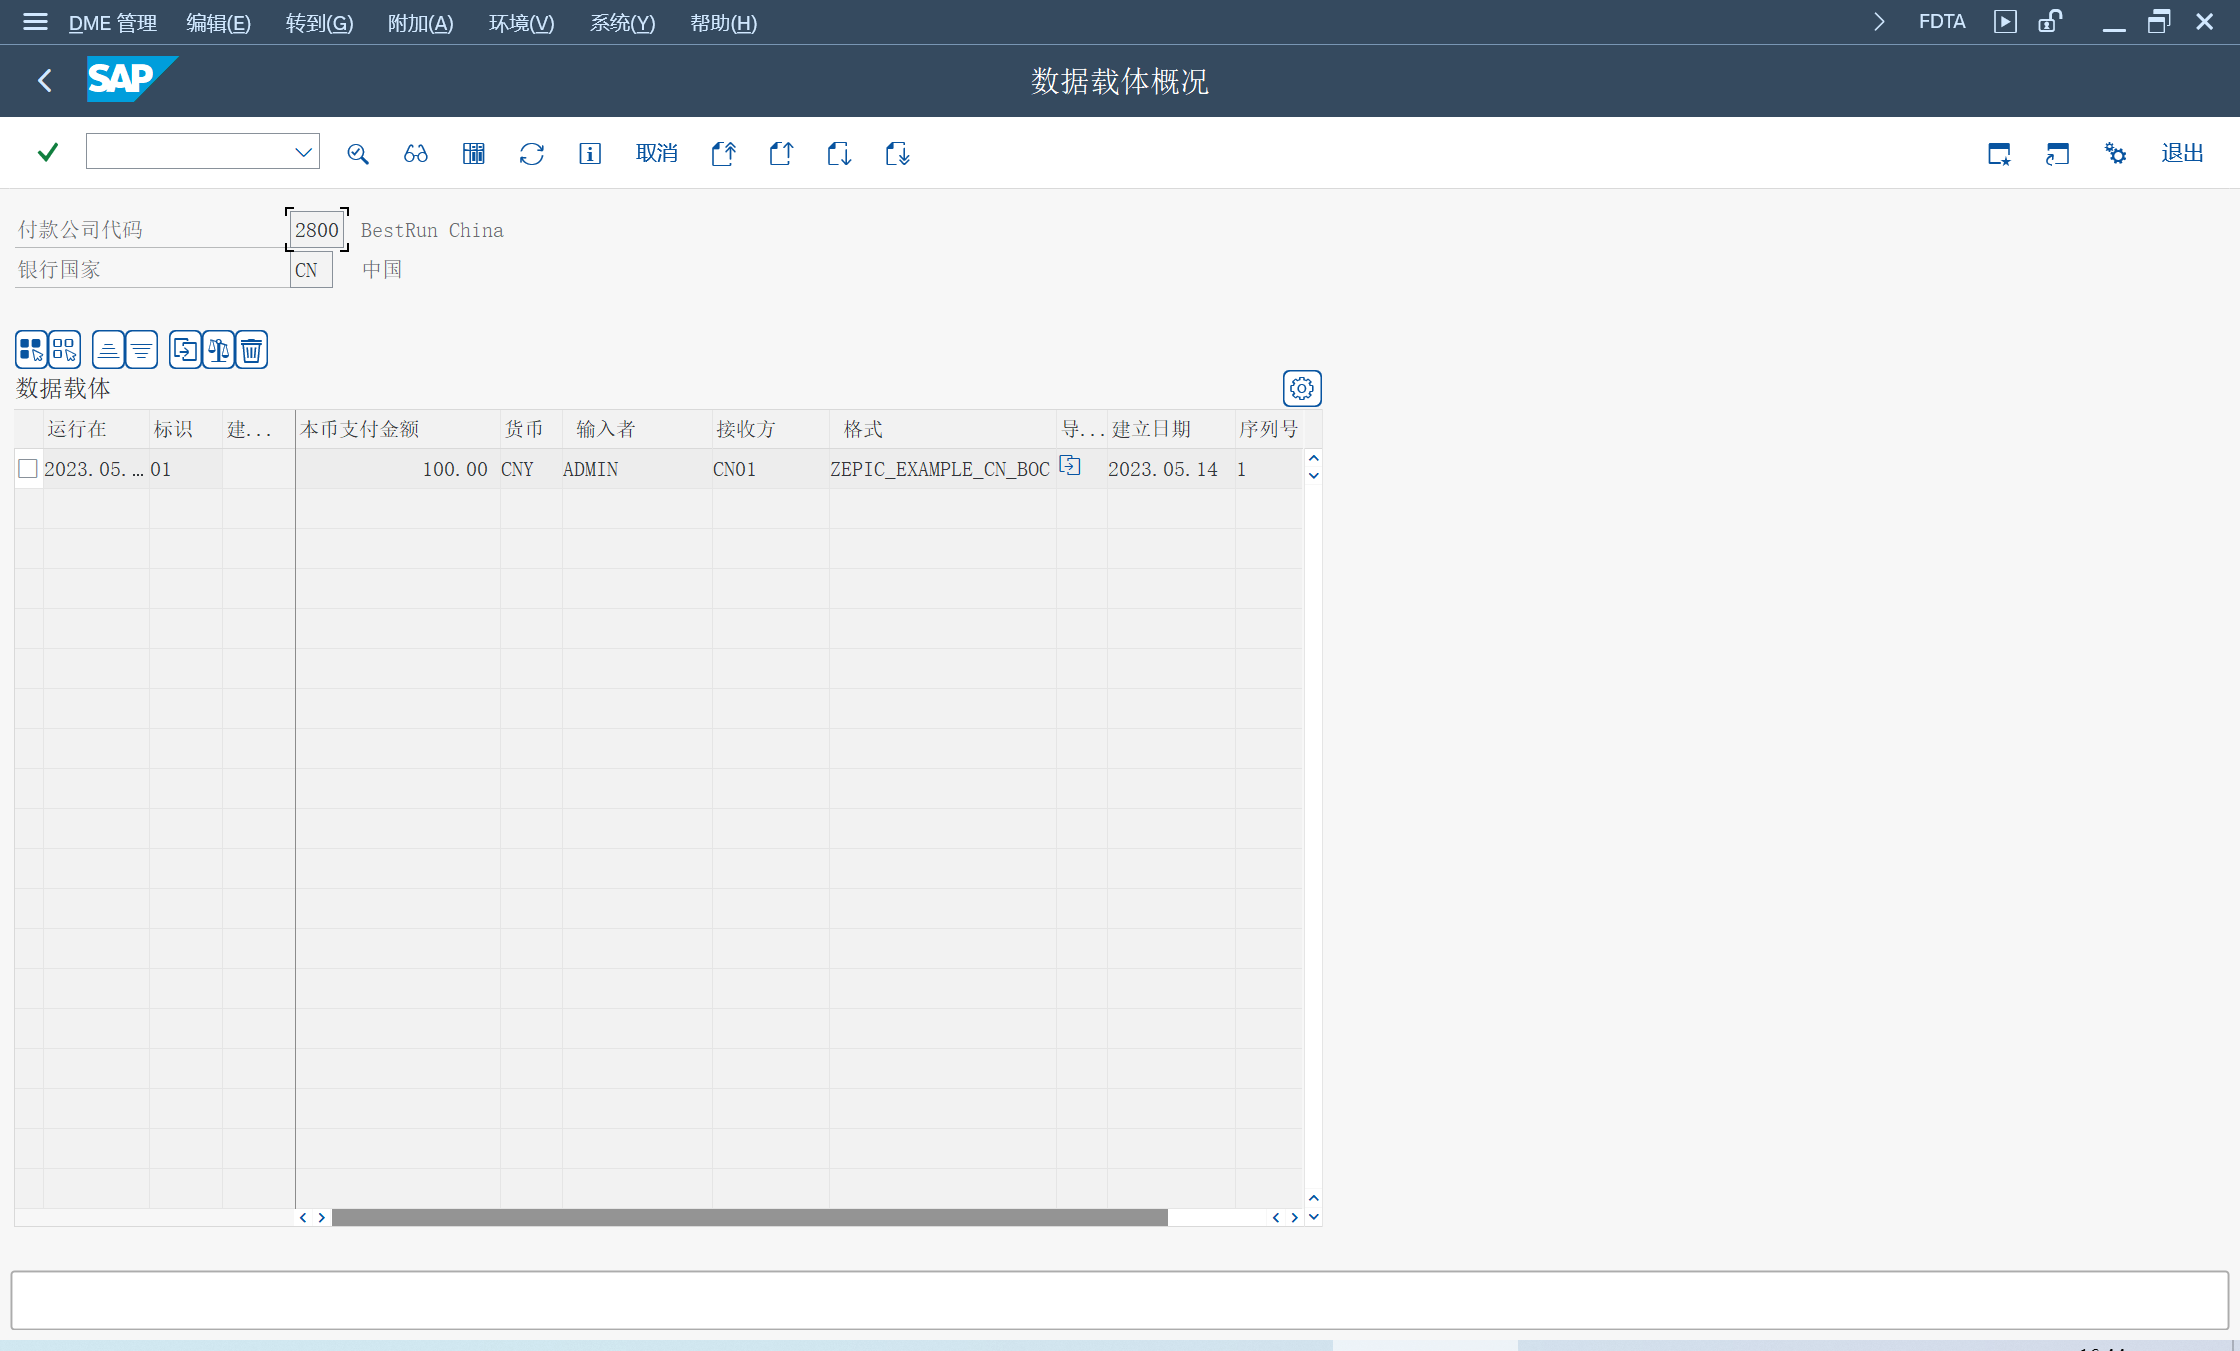 DME 管理 编辑(E) 转到(G) 附加(A) 环境(V) 系统(Y) 帮助(H) FDTA
SAP 数据载体概况
取消 退出
付款公司代码 2800 BestRun China
银行国家 CN 中国
数据载体
运行在 标识 建... 本币支付金额 货币 输入者 接收方 格式 导... 建立日期 序列号
2023.05. … 01 100.00 CNY ADMIN CN01 ZEPIC_EXAMPLE_CN_BOC 2023.05.14 1